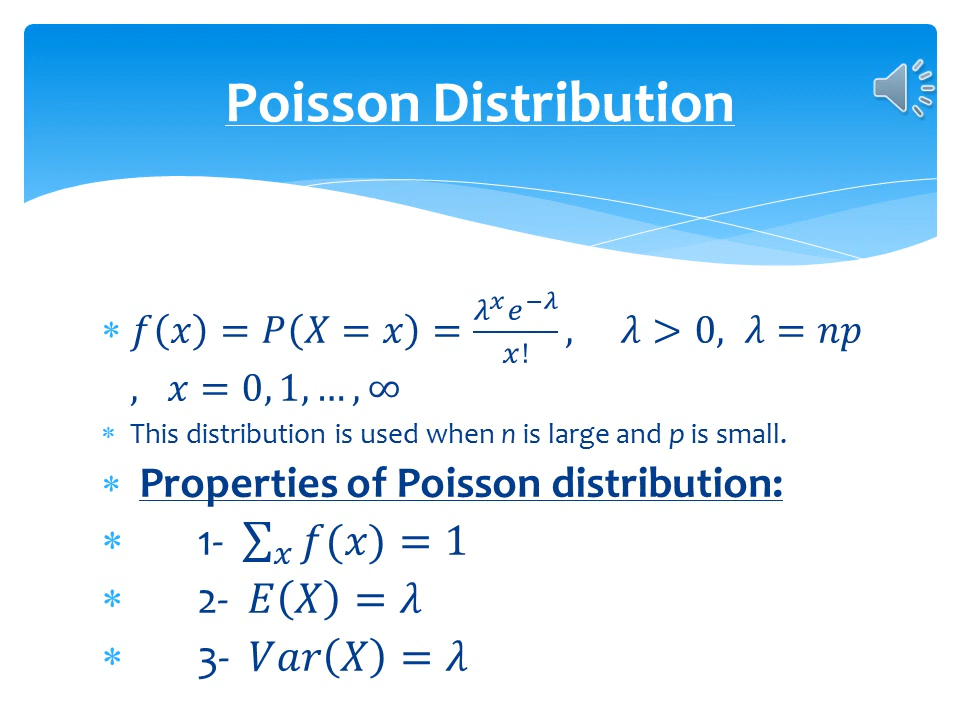 Poisson Distribution
* 𝑓(𝑥) = 𝑃(𝑋 = 𝑥) = \frac{𝜆^𝑥 𝑒^{−𝜆}}{𝑥!} , 𝜆 > 0, 𝜆 = 𝑛𝑝
, 𝑥 = 0, 1, … , ∞
* This distribution is used when n is large and p is small.
* Properties of Poisson distribution:
* 1- ∑_𝑥 𝑓(𝑥) = 1
* 2- 𝐸(𝑋) = 𝜆
* 3- 𝑉𝑎𝑟(𝑋) = 𝜆